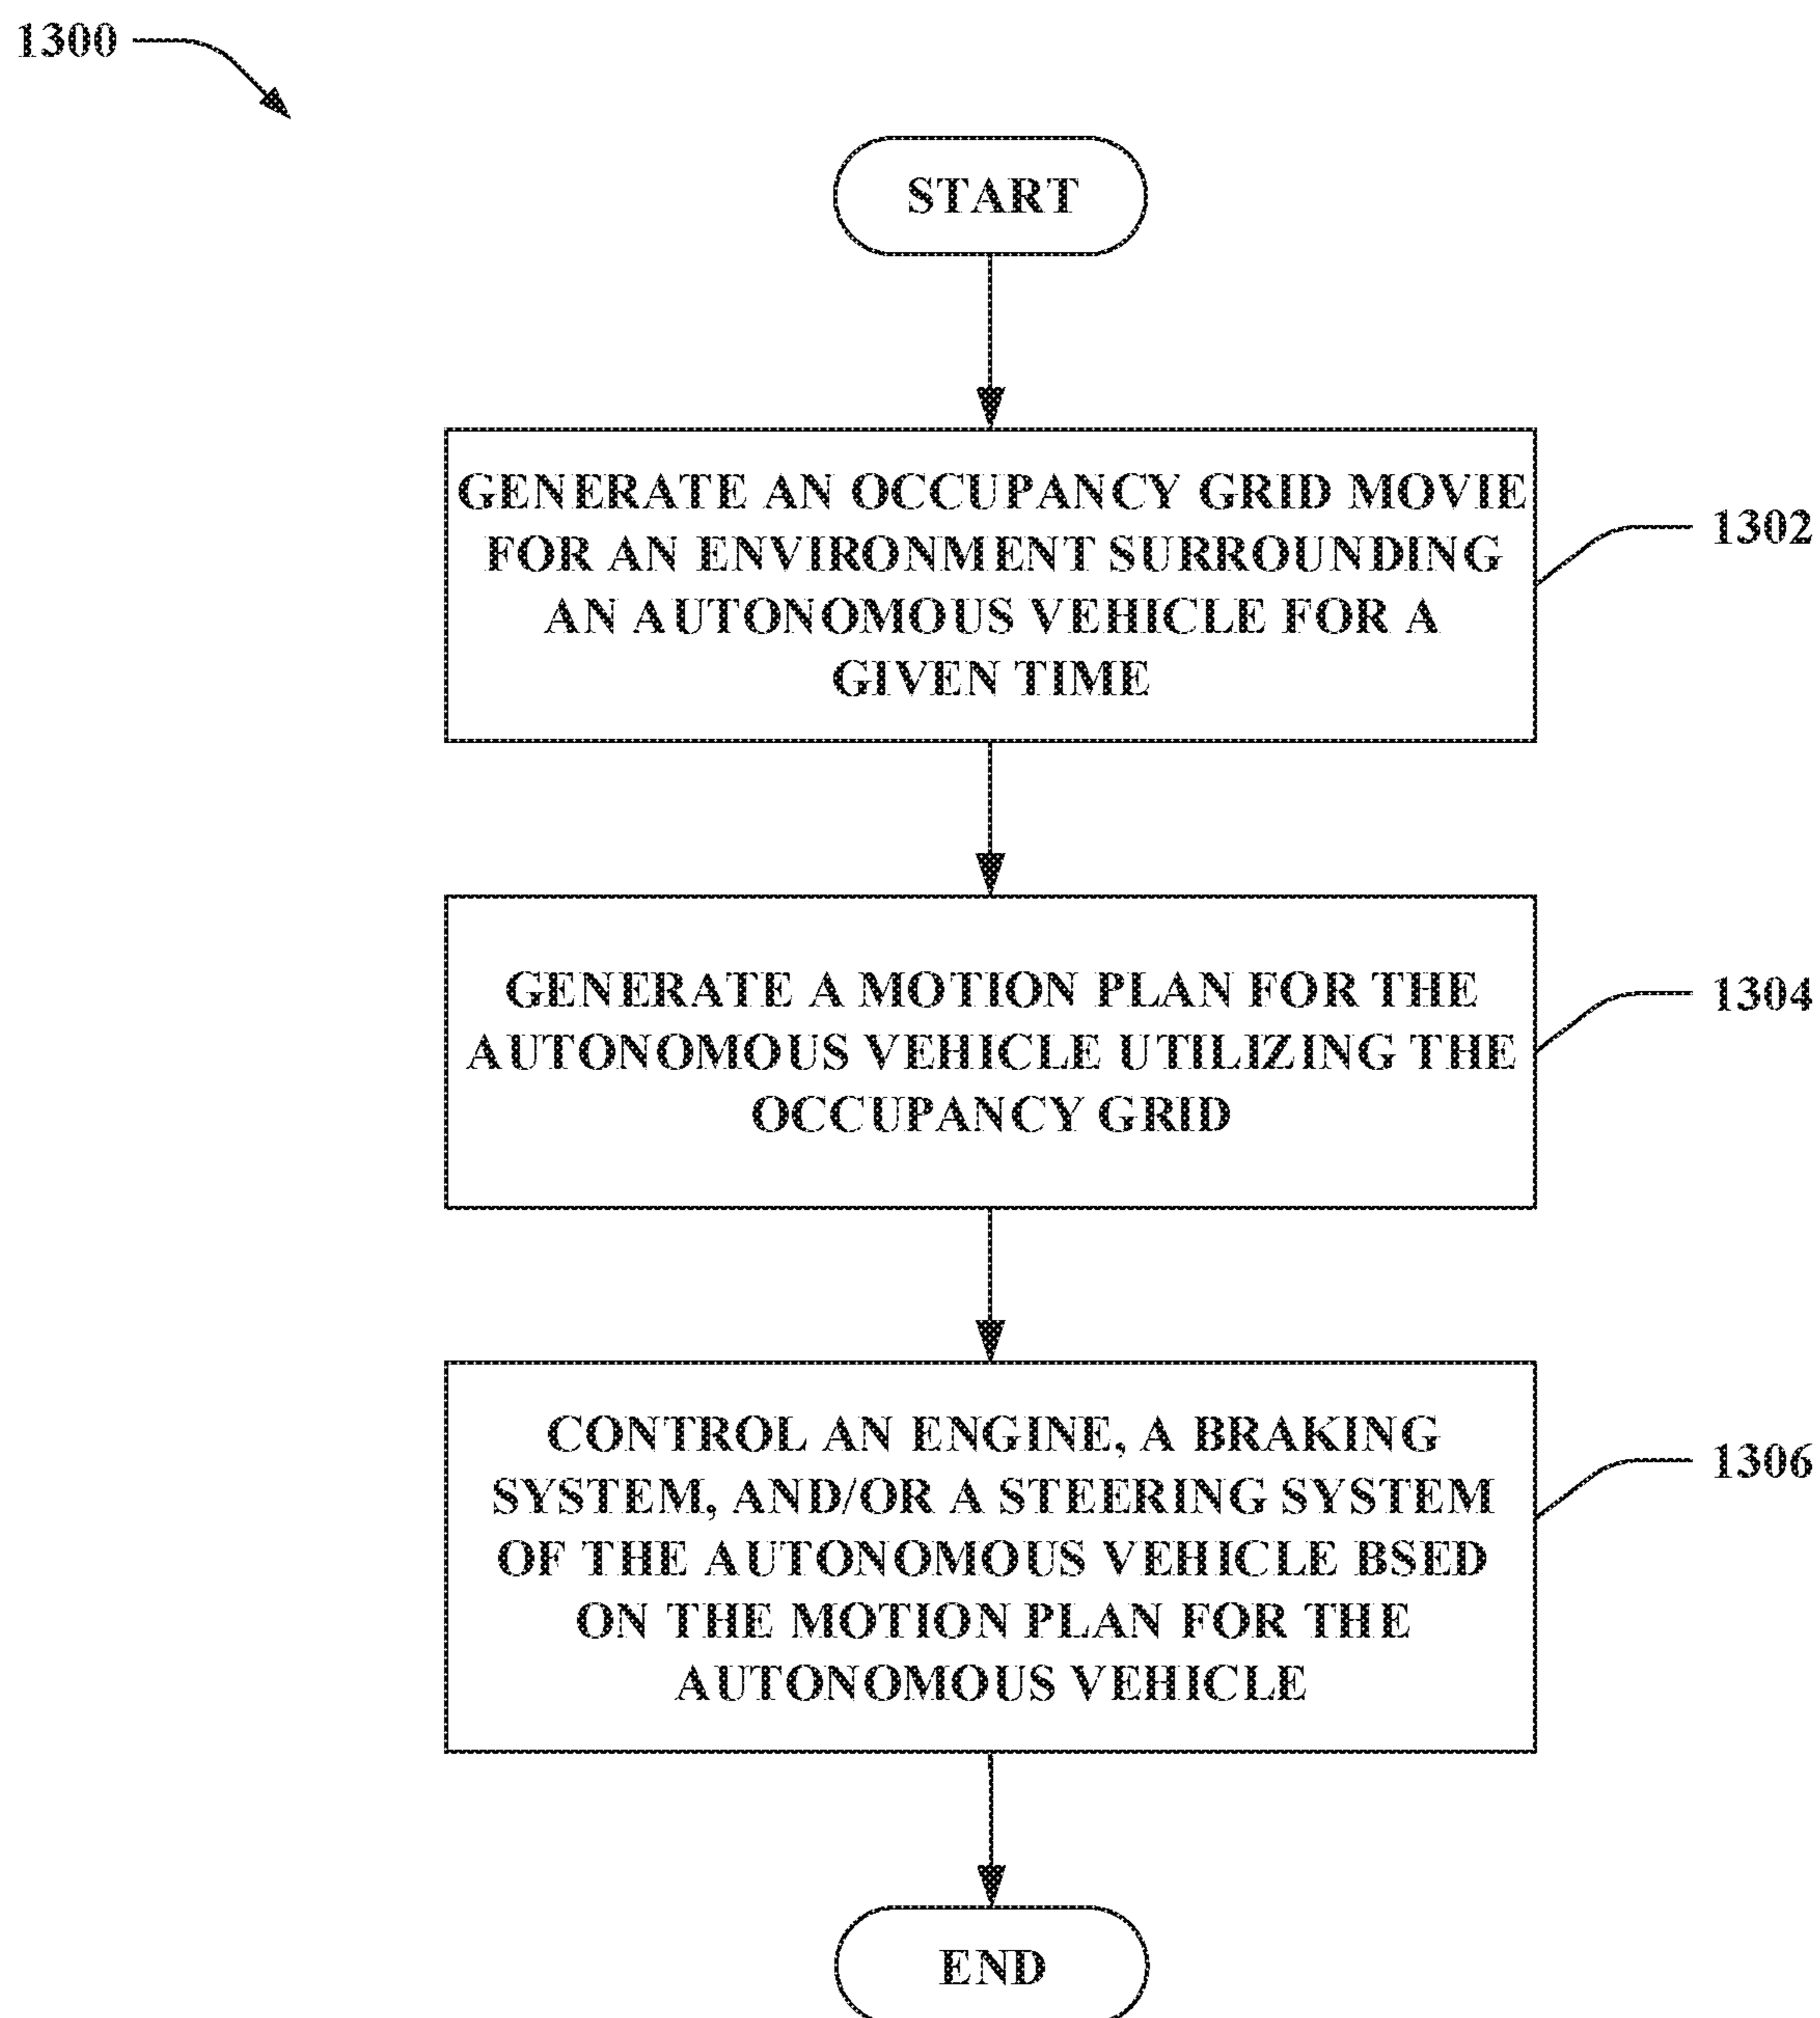 1300
START
GENERATE AN OCCUPANCY GRID MOVIE
FOR AN ENVIRONMENT SURROUNDING
AN AUTONOMOUS VEHICLE FOR A
GIVEN TIME
1302
GENERATE A MOTION PLAN FOR THE
AUTONOMOUS VEHICLE UTILIZING THE
OCCUPANCY GRID
1304
CONTROL AN ENGINE, A BRAKING
SYSTEM, AND/OR A STEERING SYSTEM
OF THE AUTONOMOUS VEHICLE BSED
ON THE MOTION PLAN FOR THE
AUTONOMOUS VEHICLE
1306
END